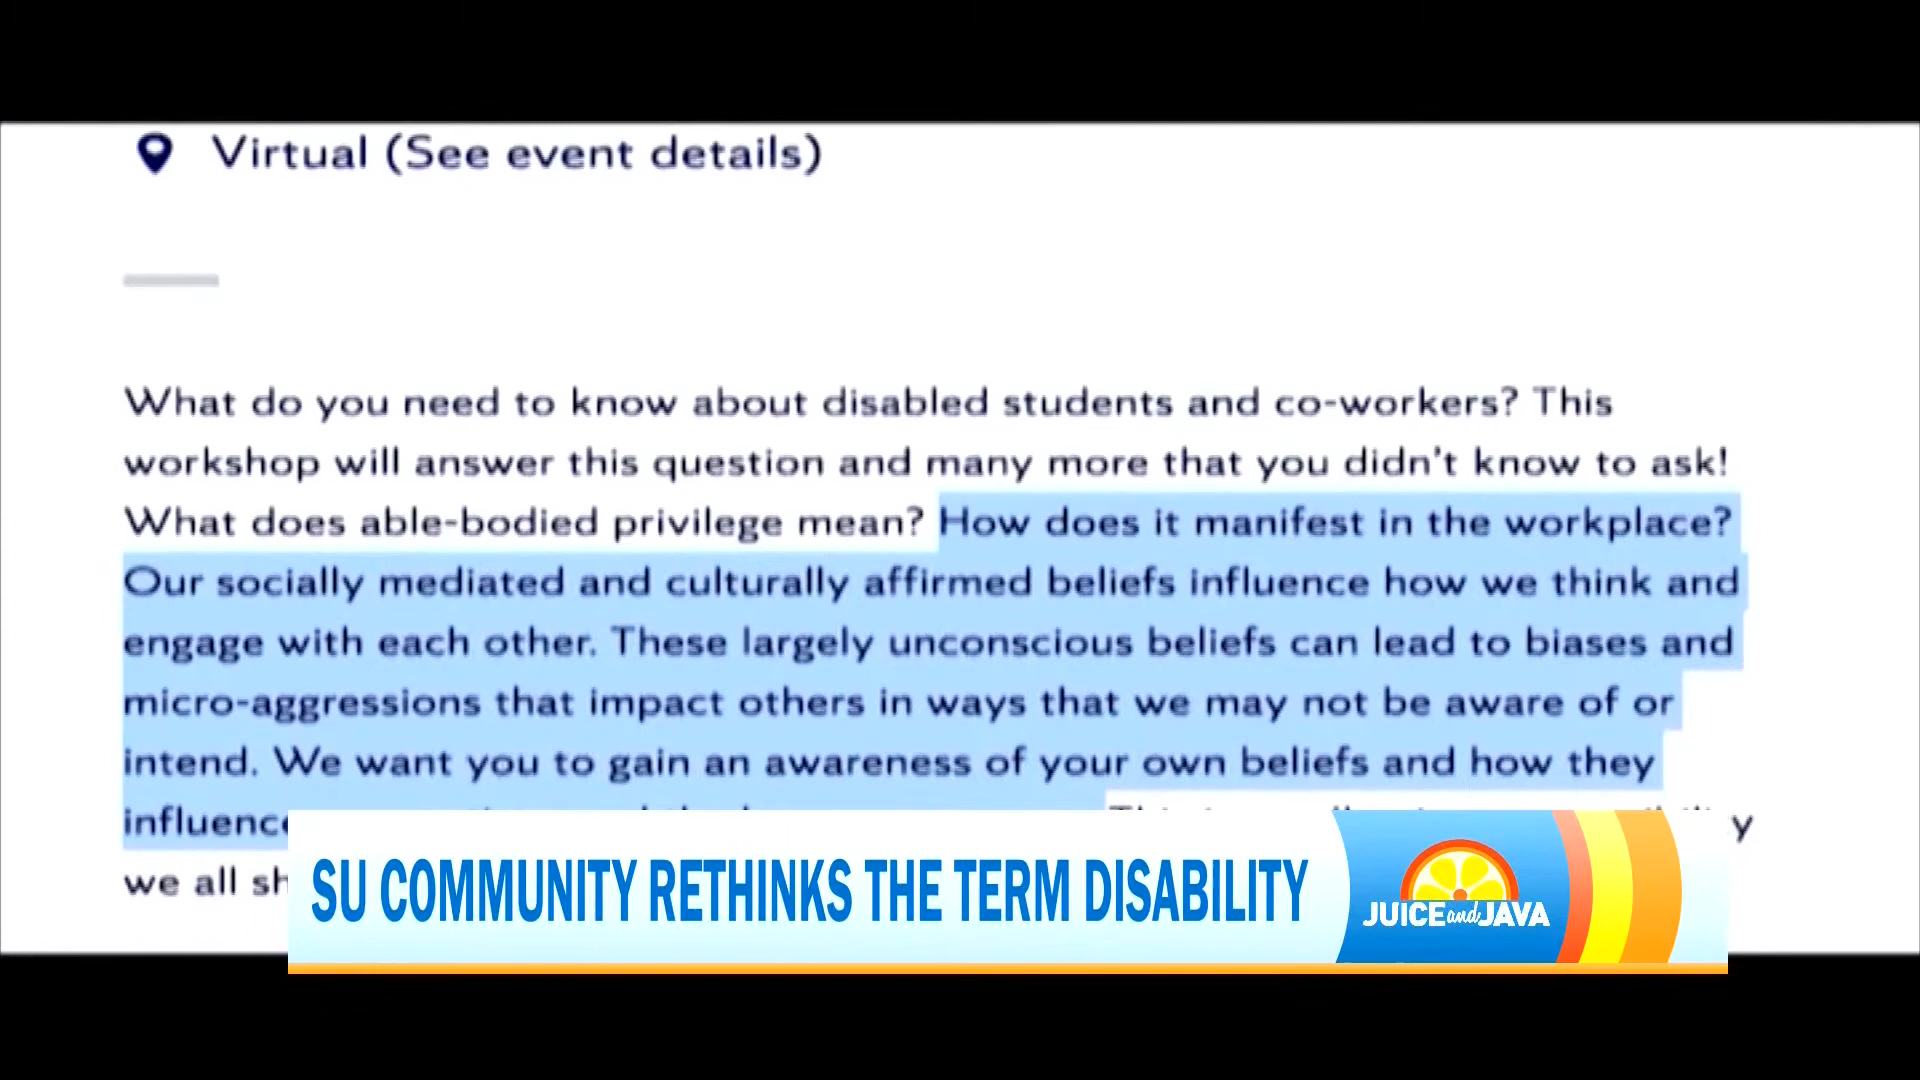 Virtual (See event details)
What do you need to know about disabled students and co-workers? This
workshop will answer this question and many more that you didn't know to ask!
What does able-bodied privilege mean? How does it manifest in the workplace?
Our socially mediated and culturally affirmed beliefs influence how we think and
engage with each other. These largely unconscious beliefs can lead to biases and
micro-aggressions that impact others in ways that we may not be aware of or
intend. We want you to gain an awareness of your own beliefs and how they
we all
SU COMMUNITY RETHINKS THE TERM DISABILITY
JUICE and JAVA